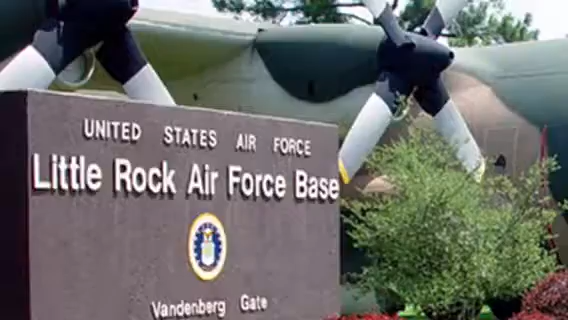 UNITED STATES AIR FORCE
Little Rock Air Force Base
Vandenberg Gate